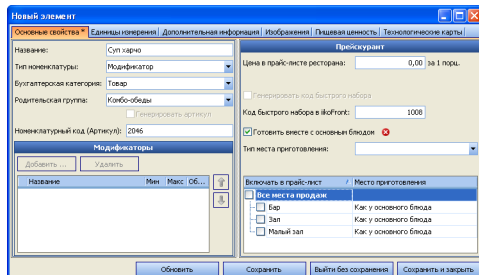 Новый элемент
Основные свойства * Единицы измерения Дополнительная информация Изображения Пищевая ценность Технологические карты
Название: Суп харчо
Тип номенклатуры: Модификатор
Бухгалтерская категория: Товар
Родительская группа: Комбо-обеды
Генерировать артикул
Номенклатурный код (Артикул): 2046
Модификаторы
Добавить ... Удалить
Название Мин Макс Об...
Прейскурант
Цена в прайс-листе ресторана: 0,00 за 1 порц.
Генерировать код быстрого набора
Код быстрого набора в iikoFront: 1008
Готовить вместе с основным блюдом
Тип места приготовления:
Включать в прайс-лист / Место приготовления
Все места продаж
Бар Как у основного блюда
Зал Как у основного блюда
Малый зал Как у основного блюда
Обновить Сохранить Выйти без сохранения Сохранить и закрыть